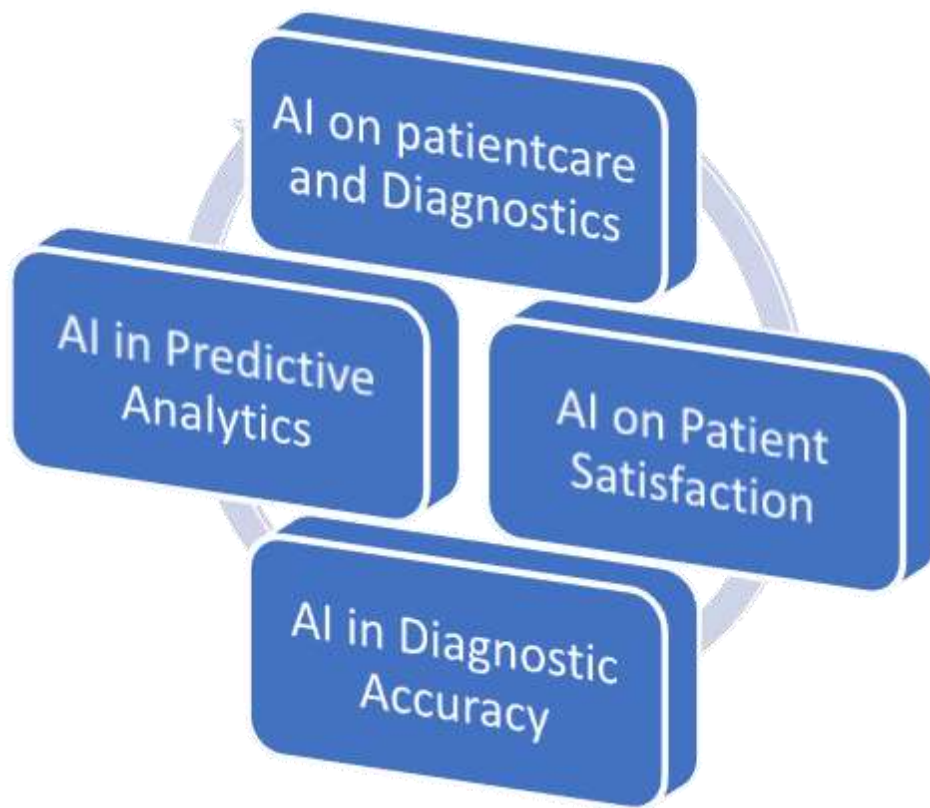 AI on patientcare
and Diagnostics
AI in Predictive
Analytics
AI on Patient
Satisfaction
AI in Diagnostic
Accuracy